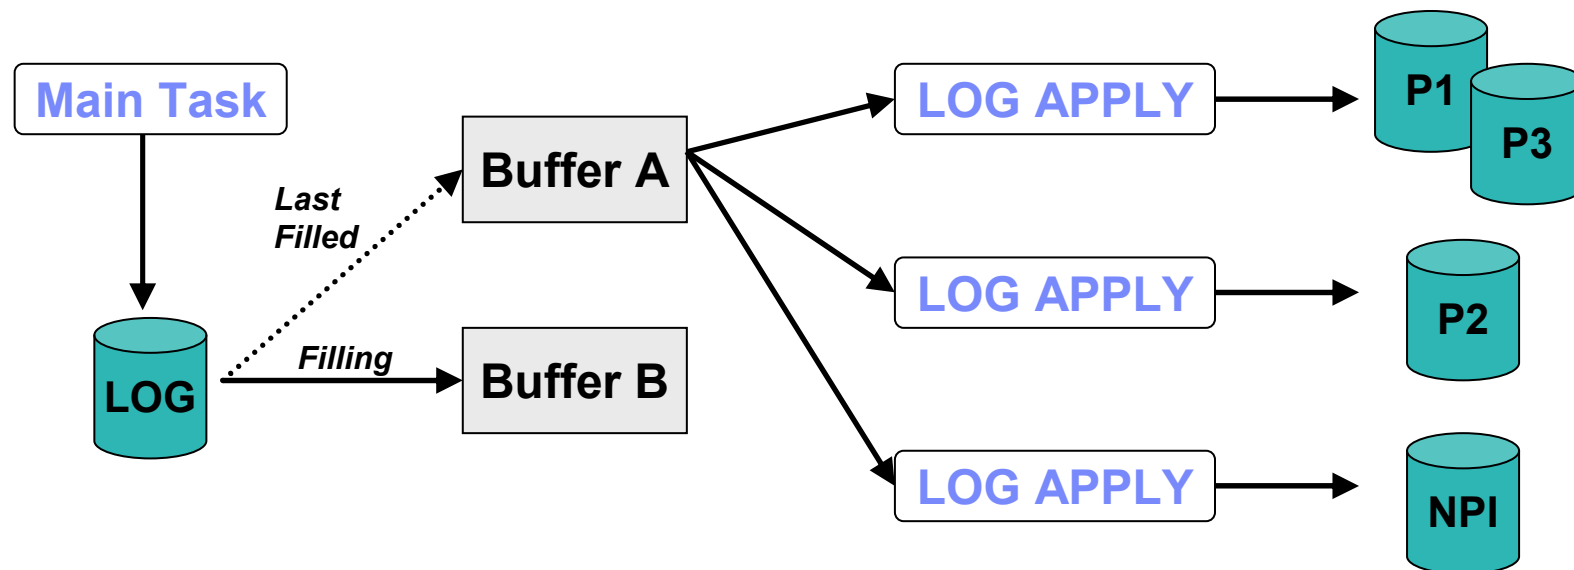 Main Task
LOG
Last
Filled
Filling
Buffer A
Buffer B
LOG APPLY
P1
P3
LOG APPLY
P2
LOG APPLY
NPI